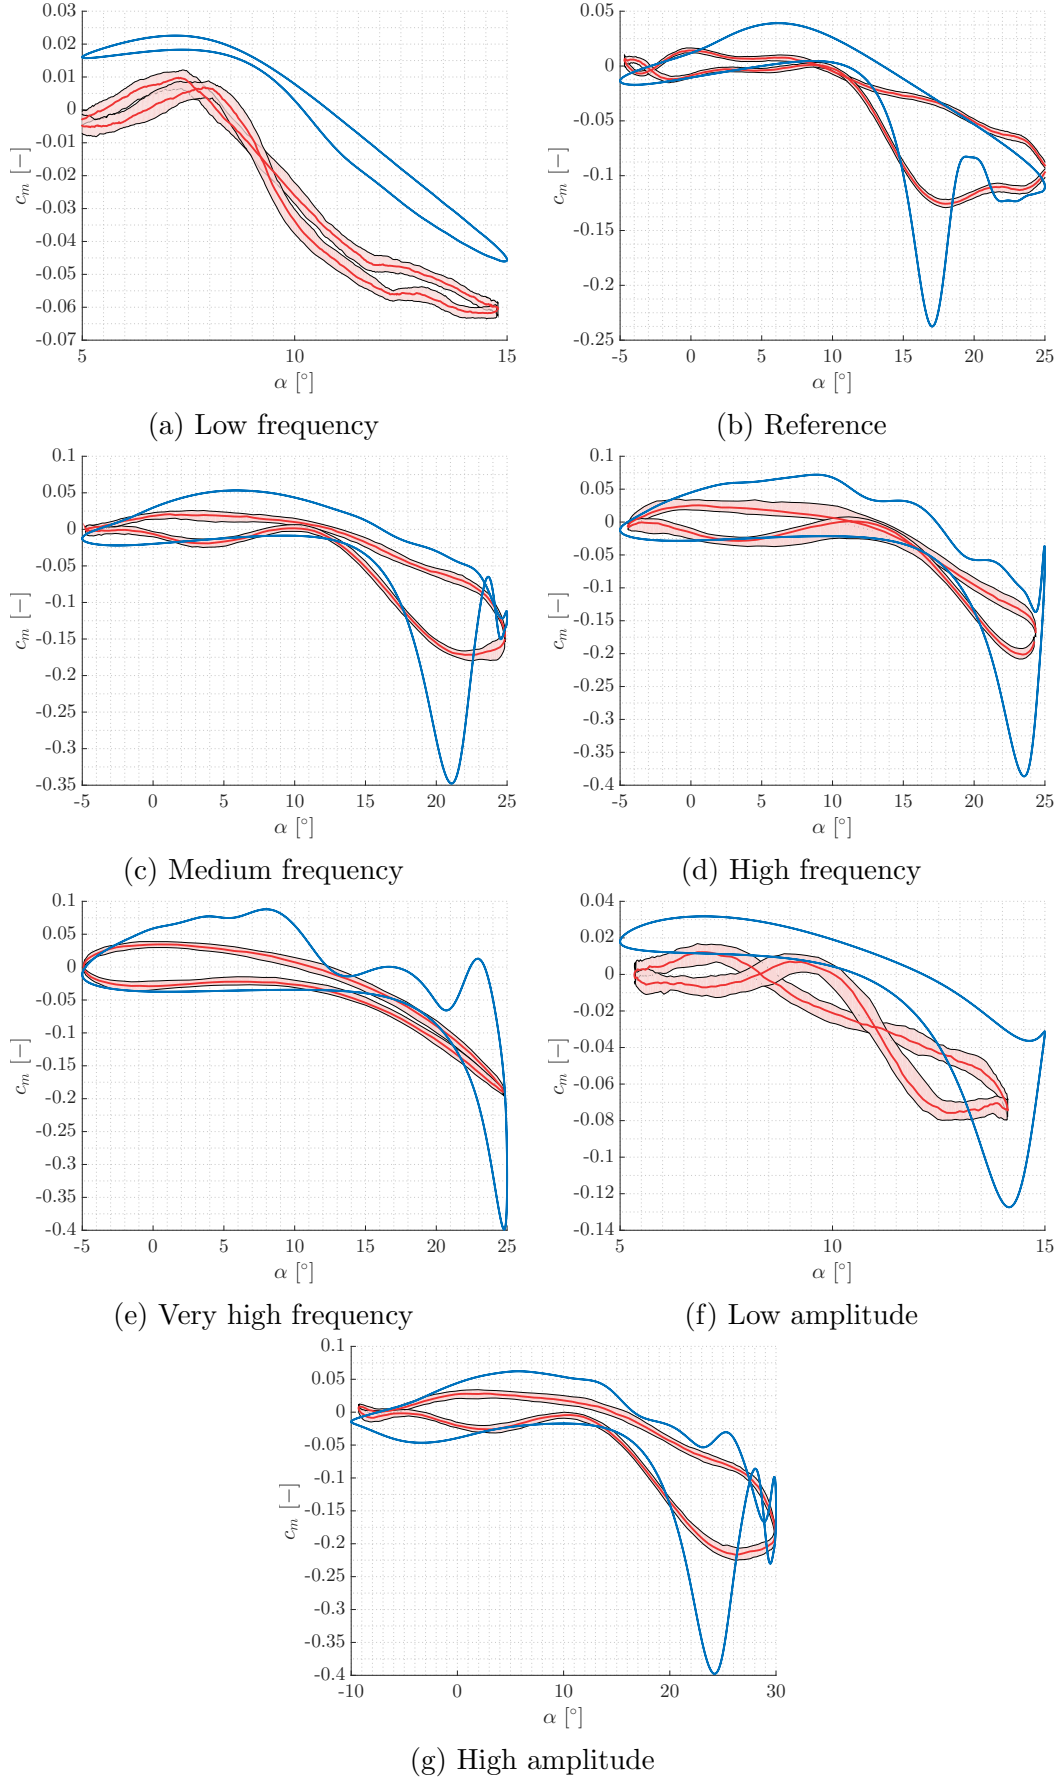 0.03
0.02
0.01
0
-0.01
-0.02
-0.03
-0.04
-0.05
-0.06
-0.07
5 10 15
c_m [−]
α [°]
(a) Low frequency
0.05
0
-0.05
-0.1
-0.15
-0.2
-0.25
-5 0 5 10 15 20 25
c_m [−]
α [°]
(b) Reference
0.1
0.05
0
-0.05
-0.1
-0.15
-0.2
-0.25
-0.3
-0.35
-5 0 5 10 15 20 25
c_m [−]
α [°]
(c) Medium frequency
0.1
0.05
0
-0.05
-0.1
-0.15
-0.2
-0.25
-0.3
-0.35
-0.4
-5 0 5 10 15 20 25
c_m [−]
α [°]
(d) High frequency
0.1
0.05
0
-0.05
-0.1
-0.15
-0.2
-0.25
-0.3
-0.35
-0.4
-5 0 5 10 15 20 25
c_m [−]
α [°]
(e) Very high frequency
0.04
0.02
0
-0.02
-0.04
-0.06
-0.08
-0.1
-0.12
-0.14
5 10 15
c_m [−]
α [°]
(f) Low amplitude
0.1
0.05
0
-0.05
-0.1
-0.15
-0.2
-0.25
-0.3
-0.35
-0.4
-10 0 10 20 30
c_m [−]
α [°]
(g) High amplitude